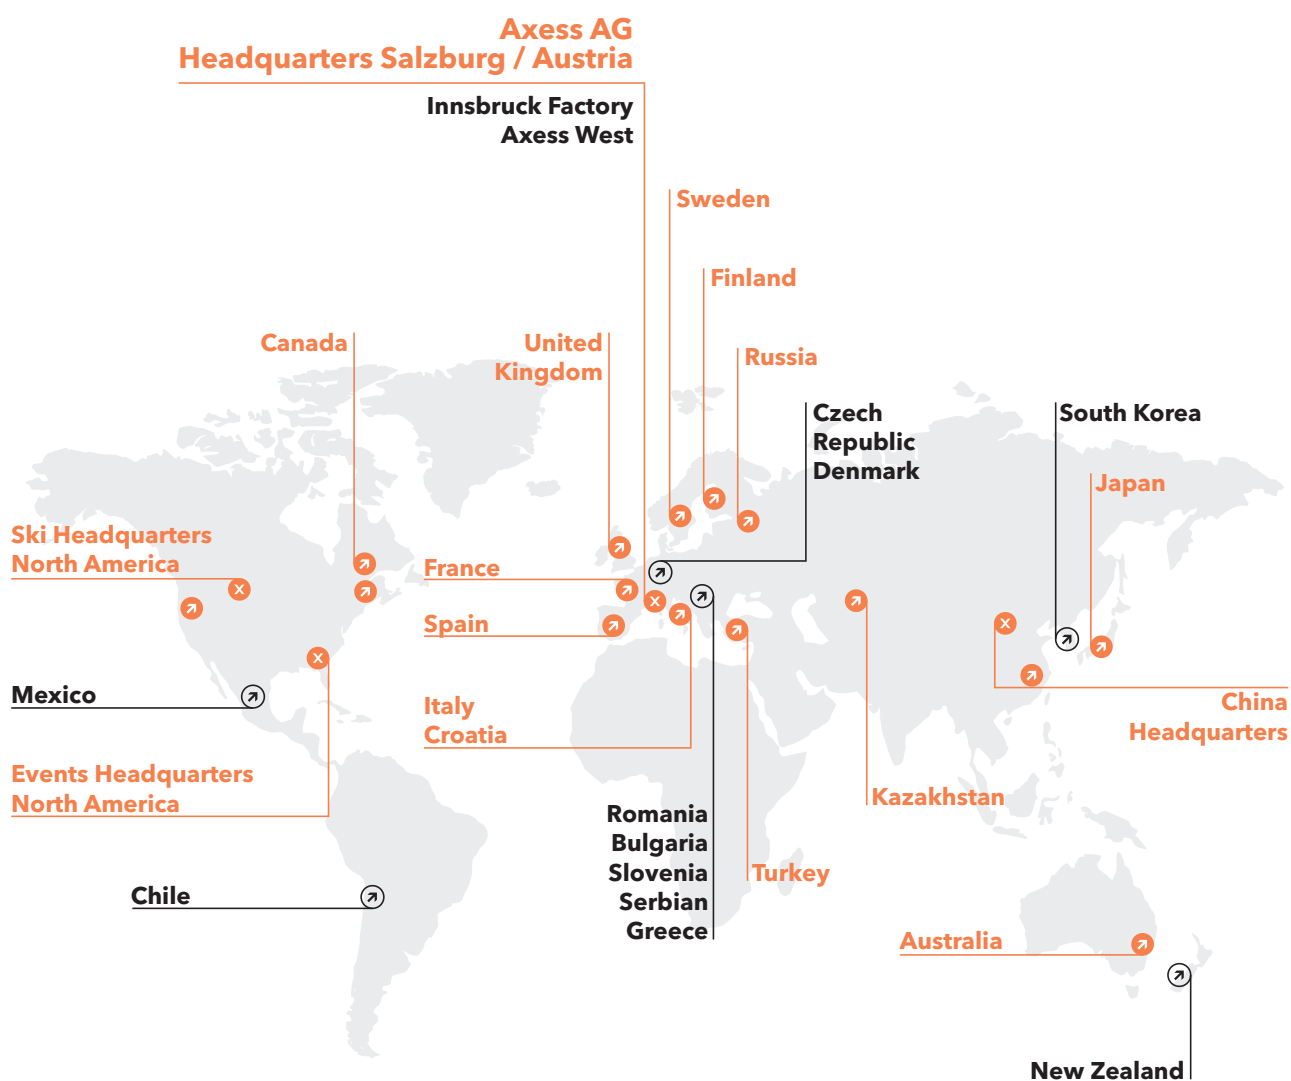 Axess AG
Headquarters Salzburg / Austria
Innsbruck Factory
Axess West
Sweden
Finland
Canada
United
Kingdom
Russia
Czech
Republic
Denmark
South Korea
Japan
Ski Headquarters
North America
France
Spain
Mexico
Italy
Croatia
China
Headquarters
Events Headquarters
North America
Kazakhstan
Romania
Bulgaria
Slovenia
Serbian
Greece
Turkey
Chile
Australia
New Zealand